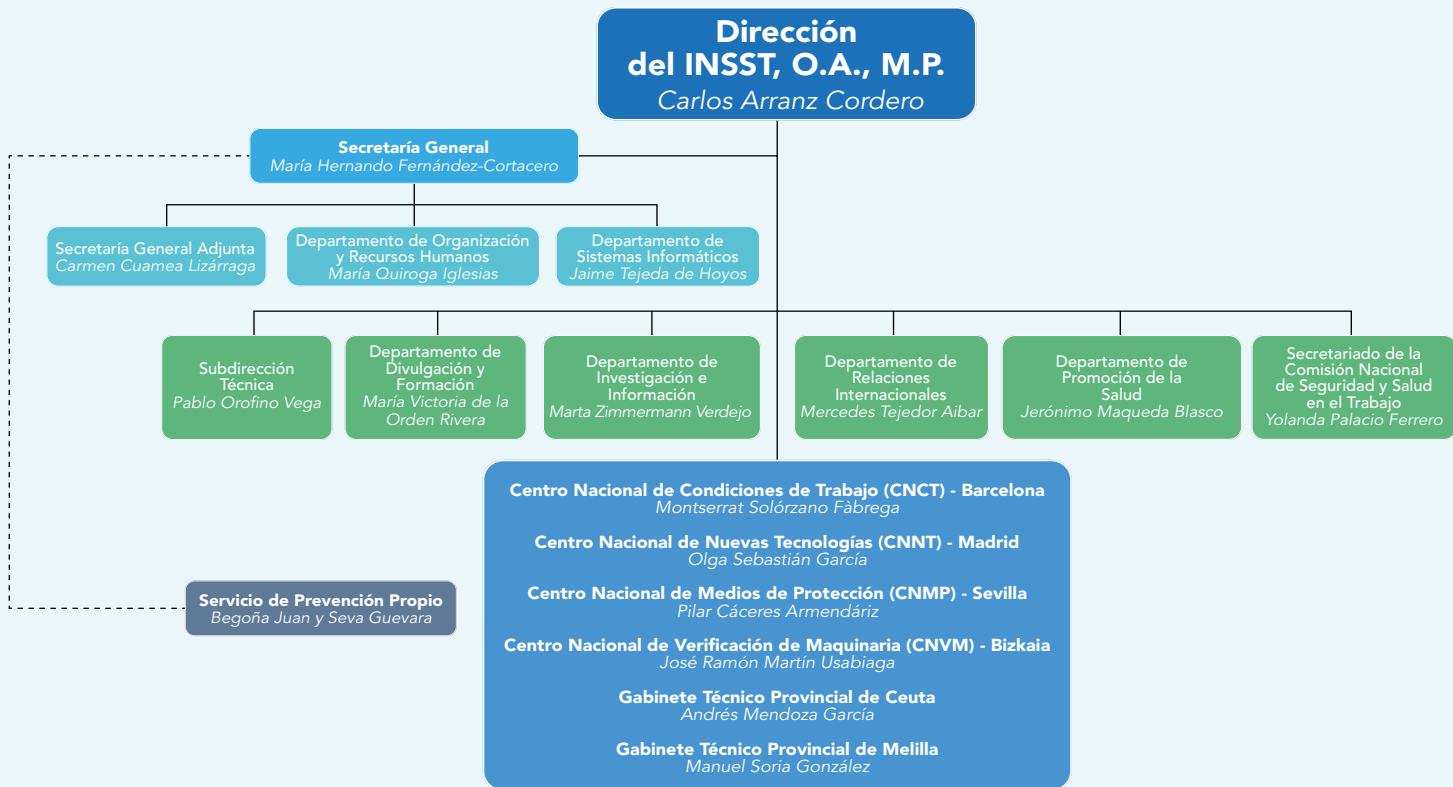 Dirección
del INSST, O.A., M.P.
Carlos Arranz Cordero
Secretaría General
María Hernando Fernández-Cortacero
Secretaría General Adjunta
Carmen Cuamea Lizárraga
Departamento de Organización
y Recursos Humanos
María Quiroga Iglesias
Departamento de
Sistemas Informáticos
Jaime Tejeda de Hoyos
Subdirección
Técnica
Pablo Orofino Vega
Departamento de
Divulgación y
Formación
María Victoria de la
Orden Rivera
Departamento de
Investigación e
Información
Marta Zimmermann Verdejo
Departamento de
Relaciones
Internacionales
Mercedes Tejedor Aibar
Departamento de
Promoción de la
Salud
Jerónimo Maqueda Blasco
Secretariado de la
Comisión Nacional
de Seguridad y Salud
en el Trabajo
Yolanda Palacio Ferrero
Centro Nacional de Condiciones de Trabajo (CNCT) - Barcelona
Montserrat Solórzano Fàbrega
Centro Nacional de Nuevas Tecnologías (CNNT) - Madrid
Olga Sebastián García
Centro Nacional de Medios de Protección (CNMP) - Sevilla
Pilar Cáceres Armendáriz
Centro Nacional de Verificación de Maquinaria (CNVM) - Bizkaia
José Ramón Martín Usabiaga
Gabinete Técnico Provincial de Ceuta
Andrés Mendoza García
Gabinete Técnico Provincial de Melilla
Manuel Soria González
Servicio de Prevención Propio
Begoña Juan y Seva Guevara